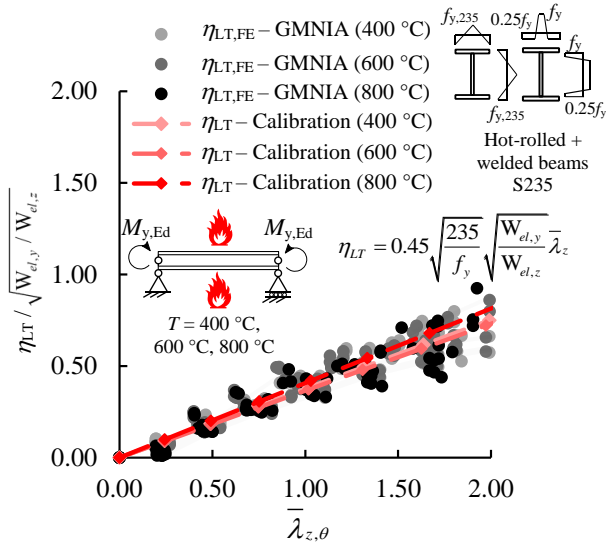 η_LT,FE – GMNIA (400 °C)
η_LT,FE – GMNIA (600 °C)
η_LT,FE – GMNIA (800 °C)
η_LT – Calibration (400 °C)
η_LT – Calibration (600 °C)
η_LT – Calibration (800 °C)
f_y,235
0.25f_y
f_y
f_y
f_y,235
0.25f_y
Hot-rolled +
welded beams
S235
M_y,Ed
M_y,Ed
T = 400 °C,
600 °C, 800 °C
η_LT = 0.45 √(235 / f_y) √(W_el,y / W_el,z) λ̅_z
η_LT / √(W_el,y / W_el,z)
2.00
1.50
1.00
0.50
0.00
0.00 0.50 1.00 1.50 2.00
λ̅_z,θ